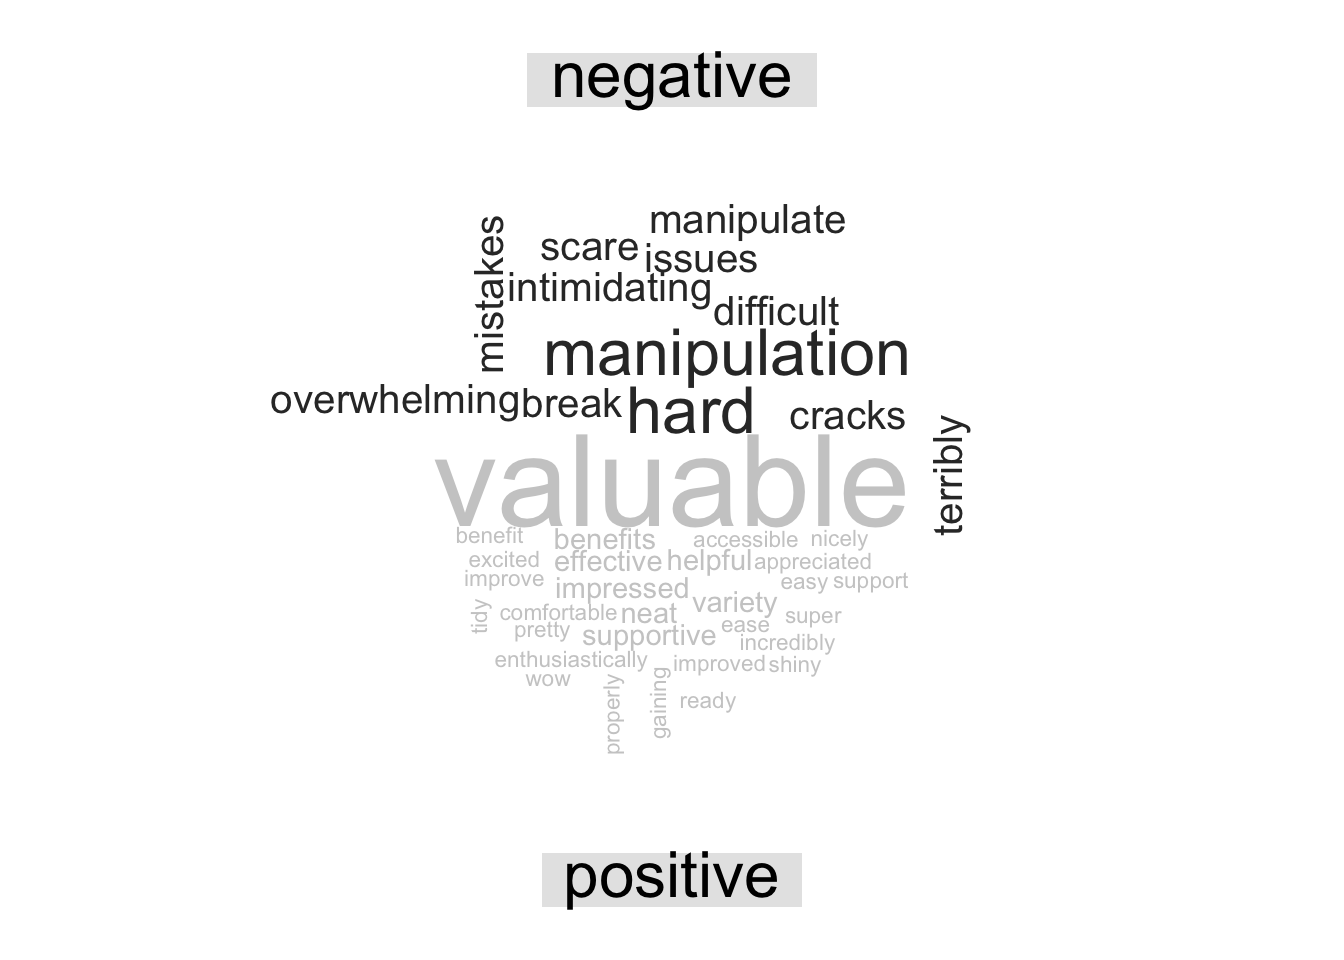 negative
manipulate
scare
issues
mistakes
intimidating
difficult
manipulation
overwhelming
break
hard
cracks
terribly
valuable
benefit
benefits
accessible
nicely
excited
effective
helpful
appreciated
improve
impressed
easy
support
variety
tidy
comfortable
neat
super
pretty
supportive
ease
incredibly
enthusiastically
improved
shiny
wow
properly
gaining
ready
positive